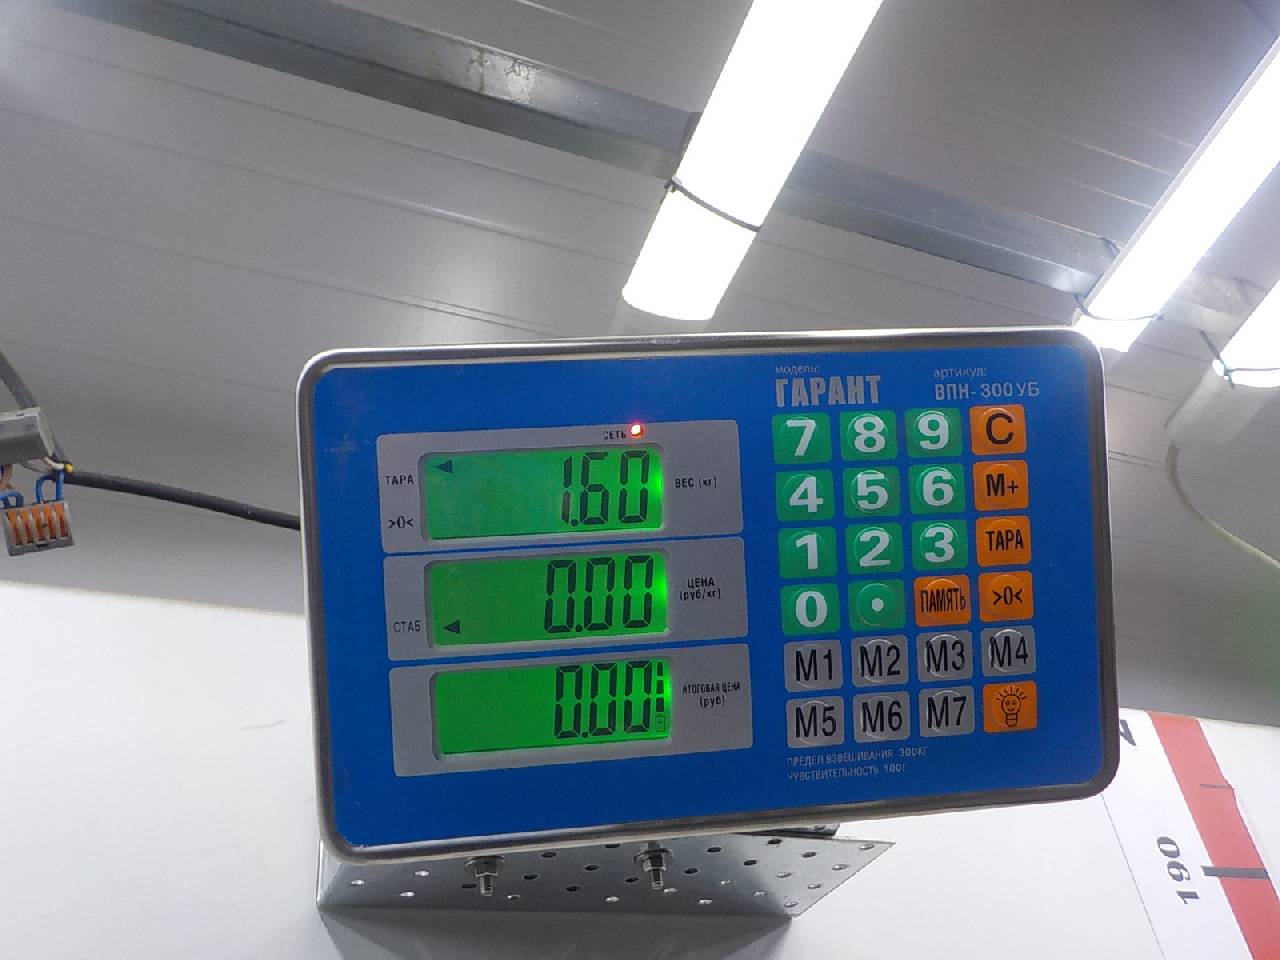 модель:
ГАРАНТ
артикул:
ВПН-300УБ
СЕТЬ
ТАРА
>0<
1.60
ВЕС (кг)
0.00
ЦЕНА
(руб/кг)
СТАБ
0.00
ИТОГОВАЯ ЦЕНА
(руб)
7 8 9 C
4 5 6 M+
1 2 3 ТАРА
0 • ПАМЯТЬ >0<
M1 M2 M3 M4
M5 M6 M7
ПРЕДЕЛ ВЗВЕШИВАНИЯ 300КГ
ЧУВСТВИТЕЛЬНОСТЬ 100Г
190